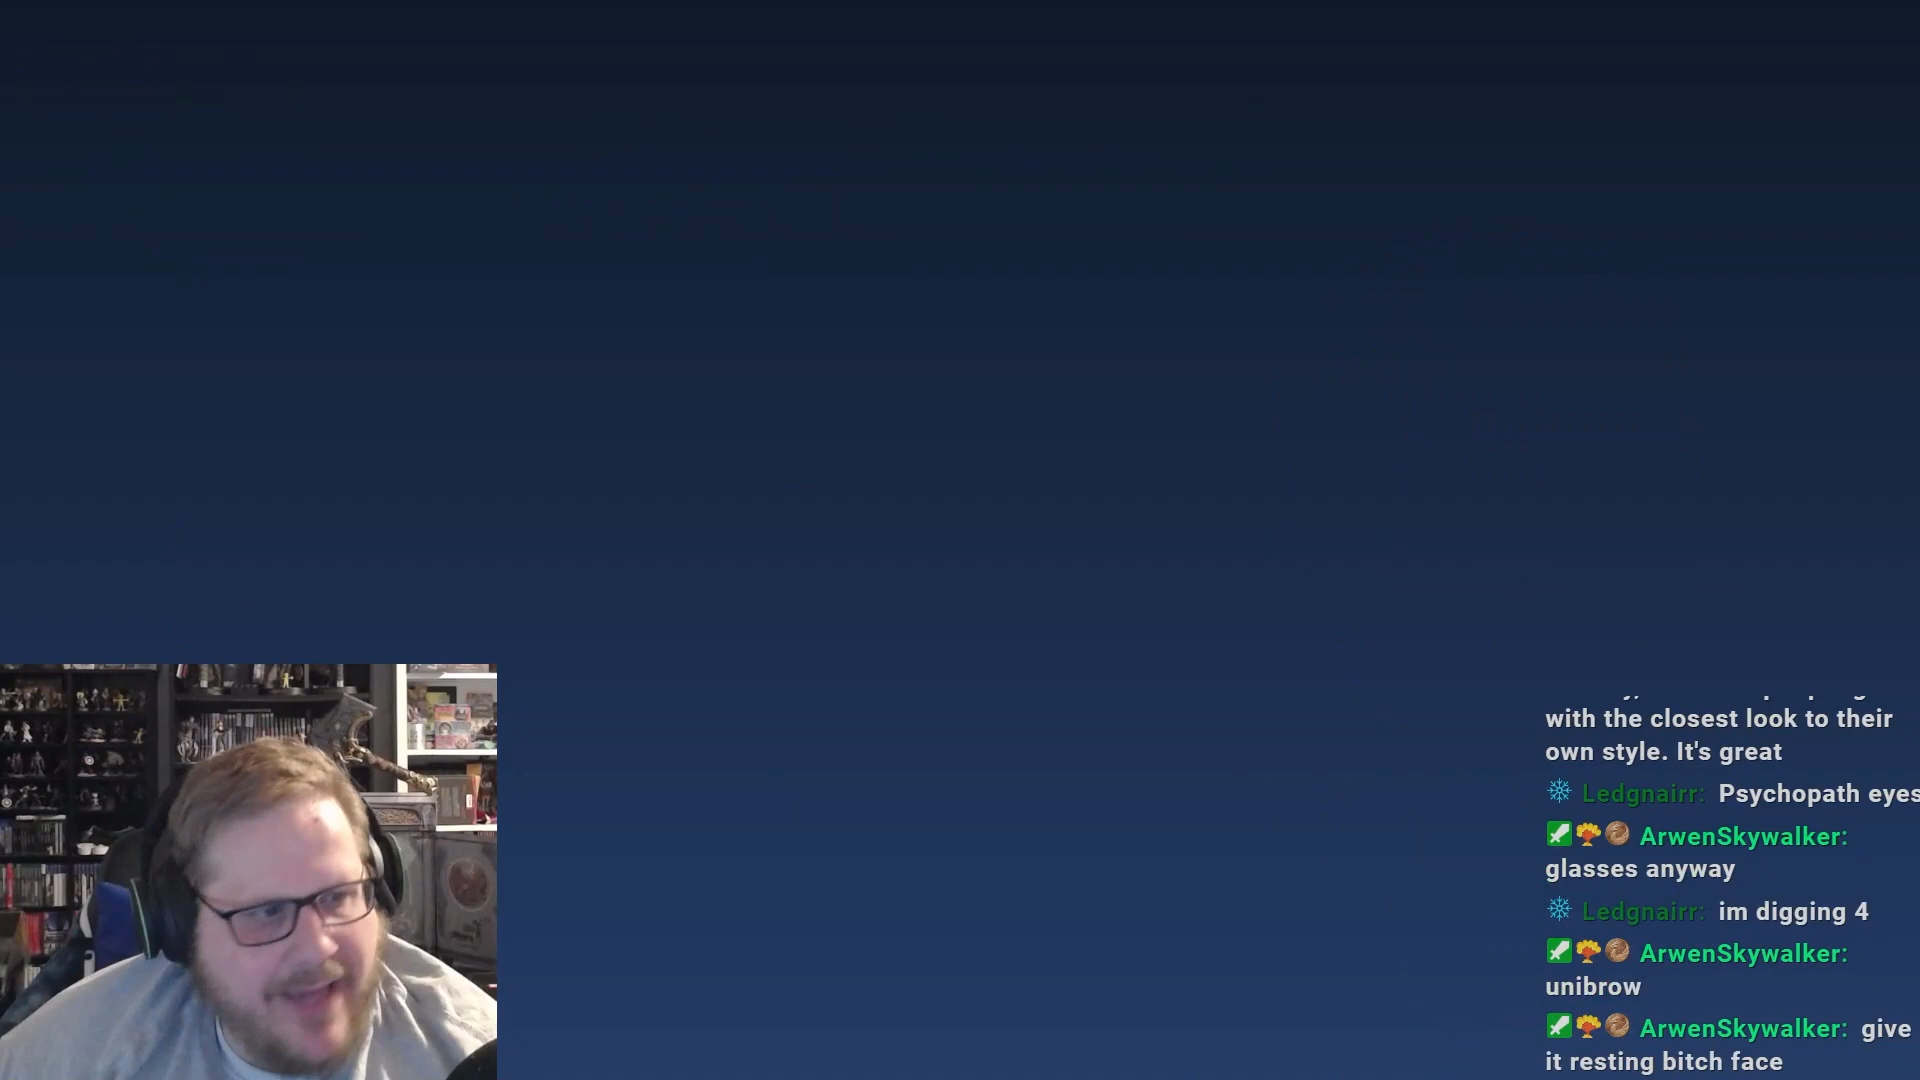 with the closest look to their
own style. It's great
Ledgnairr: Psychopath eyes
ArwenSkywalker:
glasses anyway
Ledgnairr: im digging 4
ArwenSkywalker:
unibrow
ArwenSkywalker: give
it resting bitch face